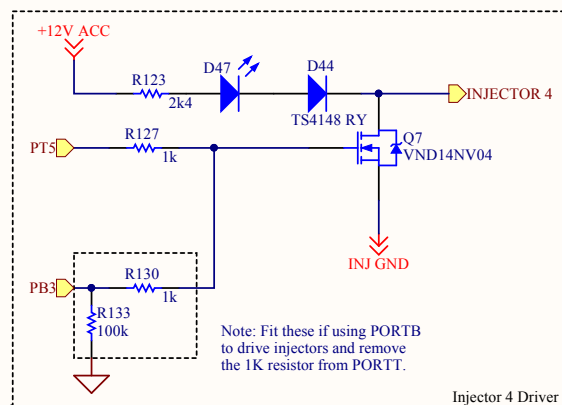 +12V ACC
D47
D44
R123
2k4
TS4148 RY
INJECTOR 4
PT5
R127
1k
Q7
VND14NV04
INJ GND
PB3
R130
1k
R133
100k
Note: Fit these if using PORTB
to drive injectors and remove
the 1K resistor from PORTT.
Injector 4 Driver